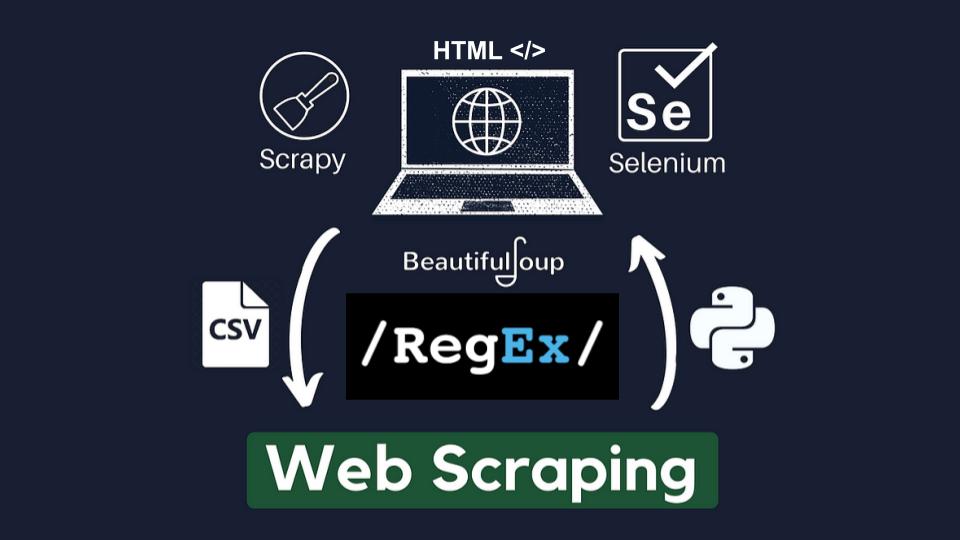 HTML </>
Scrapy
Se
Selenium
BeautifulSoup
CSV
/RegEx/
Web Scraping